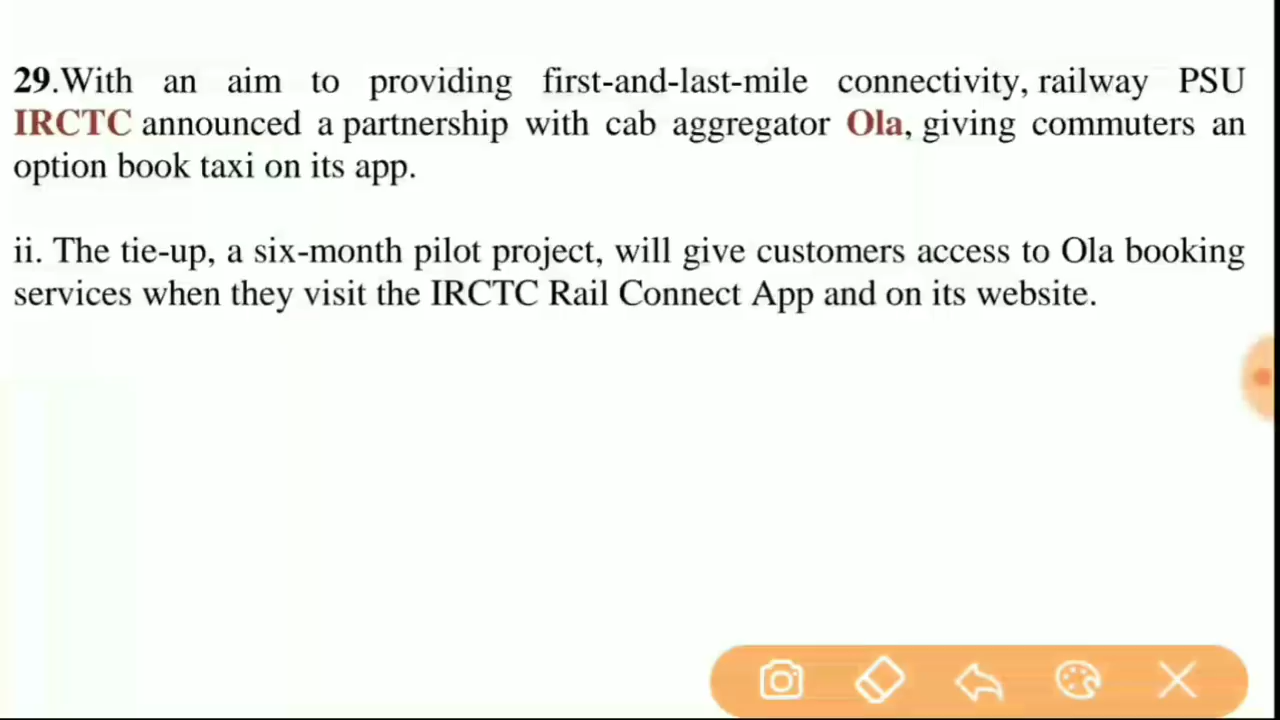 29.With an aim to providing first-and-last-mile connectivity, railway PSU
IRCTC announced a partnership with cab aggregator Ola, giving commuters an
option book taxi on its app.
ii. The tie-up, a six-month pilot project, will give customers access to Ola booking
services when they visit the IRCTC Rail Connect App and on its website.